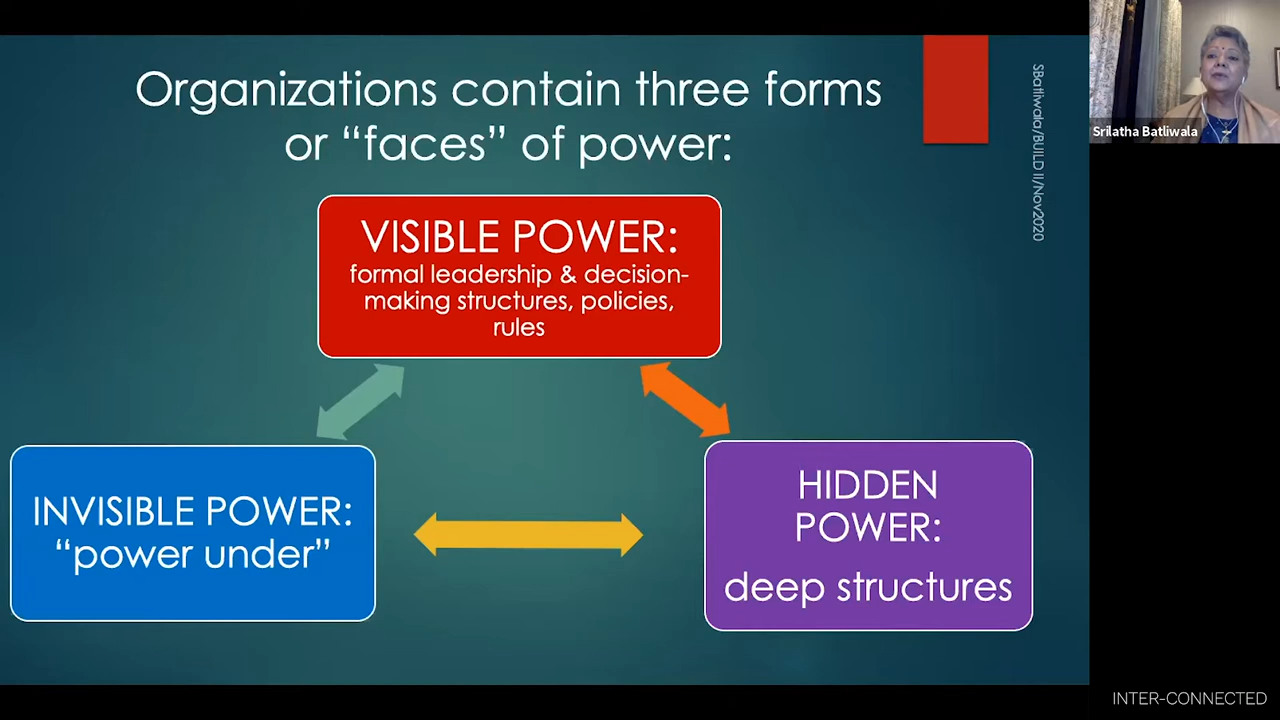 Organizations contain three forms
or “faces” of power:
VISIBLE POWER:
formal leadership & decision-
making structures, policies,
rules
INVISIBLE POWER:
“power under”
HIDDEN
POWER:
deep structures
SBatliwala/BUILD II/Nov2020
Srilatha Batliwala
INTER-CONNECTED